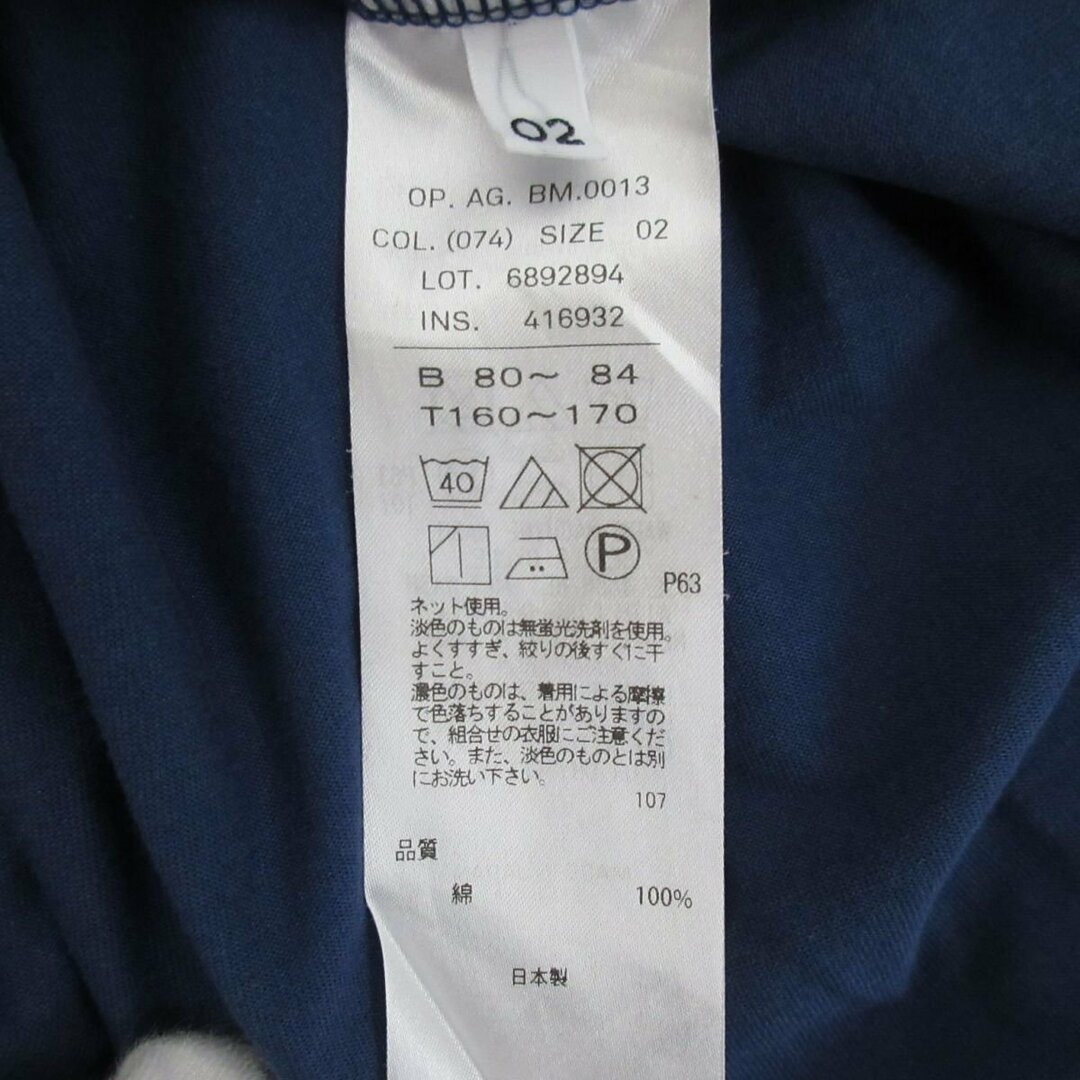 02
OP. AG. BM.0013
COL. (074) SIZE 02
LOT. 6892894
INS. 416932
B 80～ 84
T160～170
40
P
P63
ネット使用。
淡色のものは無蛍光洗剤を使用。
よくすすぎ、絞りの後すぐに干
すこと。
濃色のものは、着用による摩擦
で色落ちすることがありますの
で、組合せの衣服にご注意くだ
さい。また、淡色のものとは別
にお洗い下さい。
107
品質
綿 100%
日本製